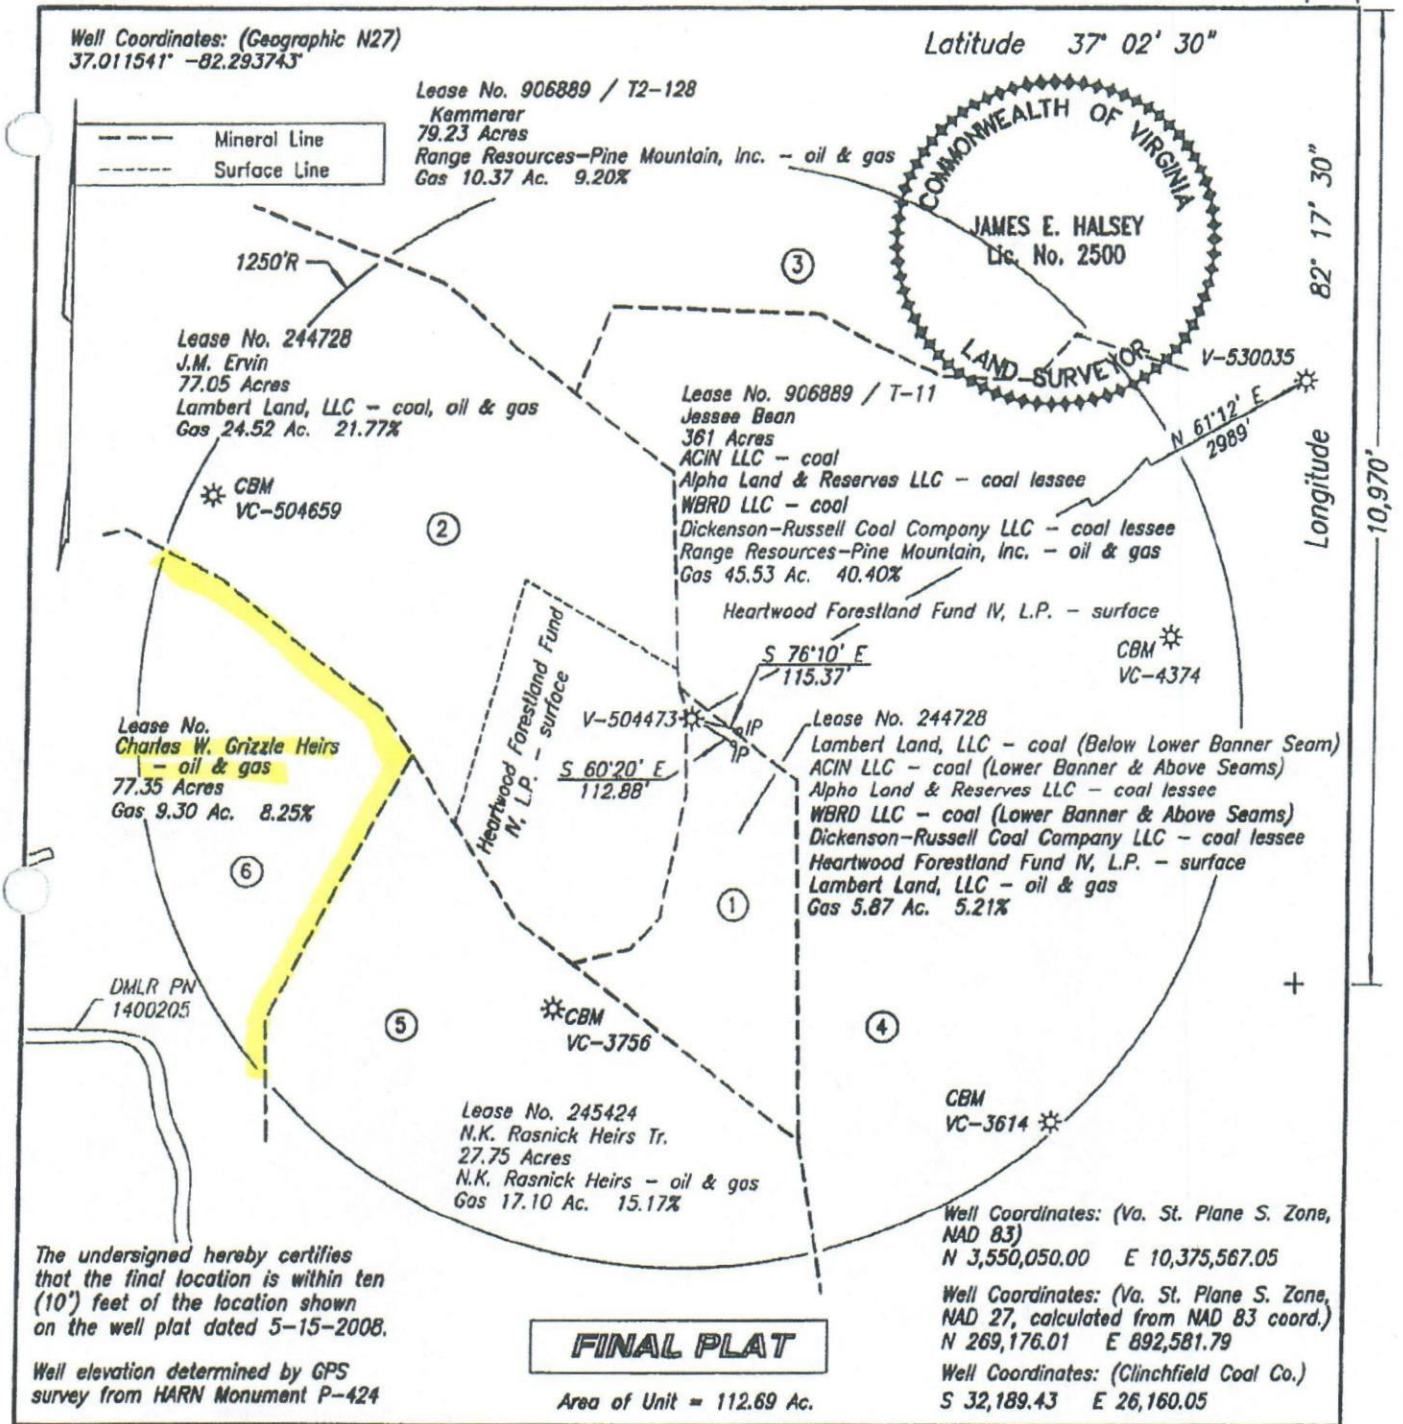 Well Coordinates: (Geographic N27)
37.011541° -82.293743°
Latitude 37° 02' 30"
Mineral Line
Surface Line
Lease No. 906889 / T2-128
Kemmerer
79.23 Acres
Range Resources-Pine Mountain, Inc. - oil & gas
Gas 10.37 Ac. 9.20%
COMMONWEALTH OF VIRGINIA
JAMES E. HALSEY
Lic. No. 2500
LAND SURVEYOR
82° 17' 30"
Longitude
10,970'
1250'R
3
Lease No. 244728
J.M. Ervin
77.05 Acres
Lambert Land, LLC - coal, oil & gas
Gas 24.52 Ac. 21.77%
V-530035
N 61°12' E
2989'
Lease No. 906889 / T-11
Jessee Bean
361 Acres
ACIN LLC - coal
Alpha Land & Reserves LLC - coal lessee
WBRD LLC - coal
Dickenson-Russell Coal Company LLC - coal lessee
Range Resources-Pine Mountain, Inc. - oil & gas
Gas 45.53 Ac. 40.40%
Heartwood Forestland Fund IV, L.P. - surface
CBM
VC-504659
2
Heartwood Forestland Fund
IV, L.P. - surface
S 76°10' E
115.37'
CBM
VC-4374
V-504473
IP
IP
S 60°20' E
112.88'
Lease No.
Charles W. Grizzle Heirs
- oil & gas
77.35 Acres
Gas 9.30 Ac. 8.25%
Lease No. 244728
Lambert Land, LLC - coal (Below Lower Banner Seam)
ACIN LLC - coal (Lower Banner & Above Seams)
Alpha Land & Reserves LLC - coal lessee
WBRD LLC - coal (Lower Banner & Above Seams)
Dickenson-Russell Coal Company LLC - coal lessee
Heartwood Forestland Fund IV, L.P. - surface
Lambert Land, LLC - oil & gas
Gas 5.87 Ac. 5.21%
6
1
DMLR PN
1400205
5
CBM
VC-3756
4
Lease No. 245424
N.K. Rasnick Heirs Tr.
27.75 Acres
N.K. Rasnick Heirs - oil & gas
Gas 17.10 Ac. 15.17%
CBM
VC-3614
The undersigned hereby certifies
that the final location is within ten
(10') feet of the location shown
on the well plat dated 5-15-2008.
Well elevation determined by GPS
survey from HARN Monument P-424
FINAL PLAT
Area of Unit = 112.69 Ac.
Well Coordinates: (Va. St. Plane S. Zone,
NAD 83)
N 3,550,050.00 E 10,375,567.05
Well Coordinates: (Va. St. Plane S. Zone,
NAD 27, calculated from NAD 83 coord.)
N 269,176.01 E 892,581.79
Well Coordinates: (Clinchfield Coal Co.)
S 32,189.43 E 26,160.05